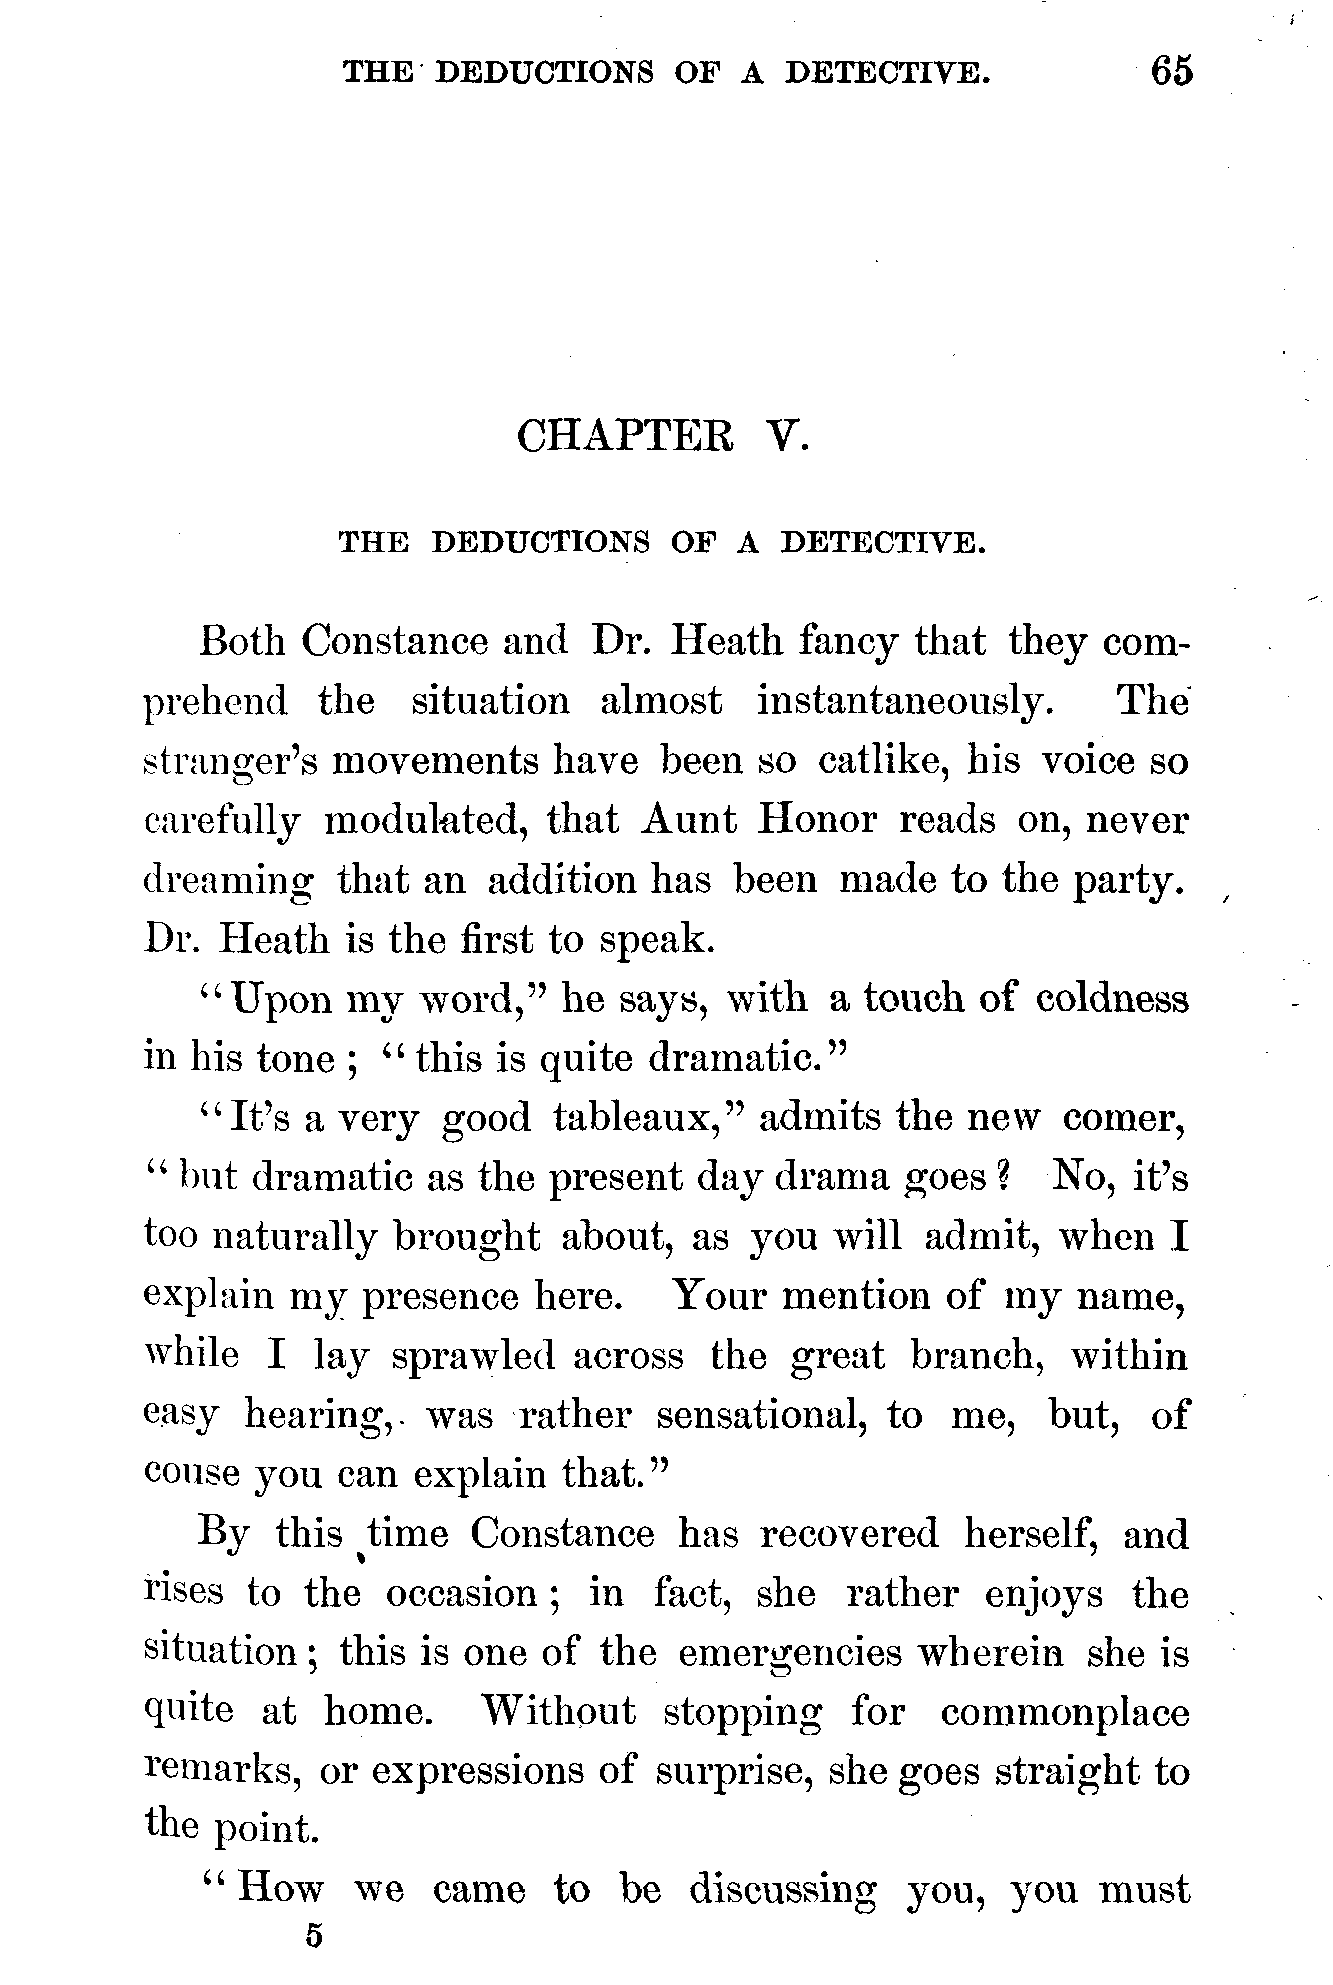 THE DEDUCTIONS OF A DETECTIVE. 65
CHAPTER V.
THE DEDUCTIONS OF A DETECTIVE.
Both Constance and Dr. Heath fancy that they com-
prehend the situation almost instantaneously. The
stranger's movements have been so catlike, his voice so
carefully modulated, that Aunt Honor reads on, never
dreaming that an addition has been made to the party.
Dr. Heath is the first to speak.
“Upon my word,” he says, with a touch of coldness
in his tone ; “this is quite dramatic.”
“It's a very good tableaux,” admits the new comer,
“but dramatic as the present day drama goes ? No, it's
too naturally brought about, as you will admit, when I
explain my presence here. Your mention of my name,
while I lay sprawled across the great branch, within
easy hearing, was rather sensational, to me, but, of
couse you can explain that.”
By this time Constance has recovered herself, and
rises to the occasion ; in fact, she rather enjoys the
situation ; this is one of the emergencies wherein she is
quite at home. Without stopping for commonplace
remarks, or expressions of surprise, she goes straight to
the point.
“How we came to be discussing you, you must
5